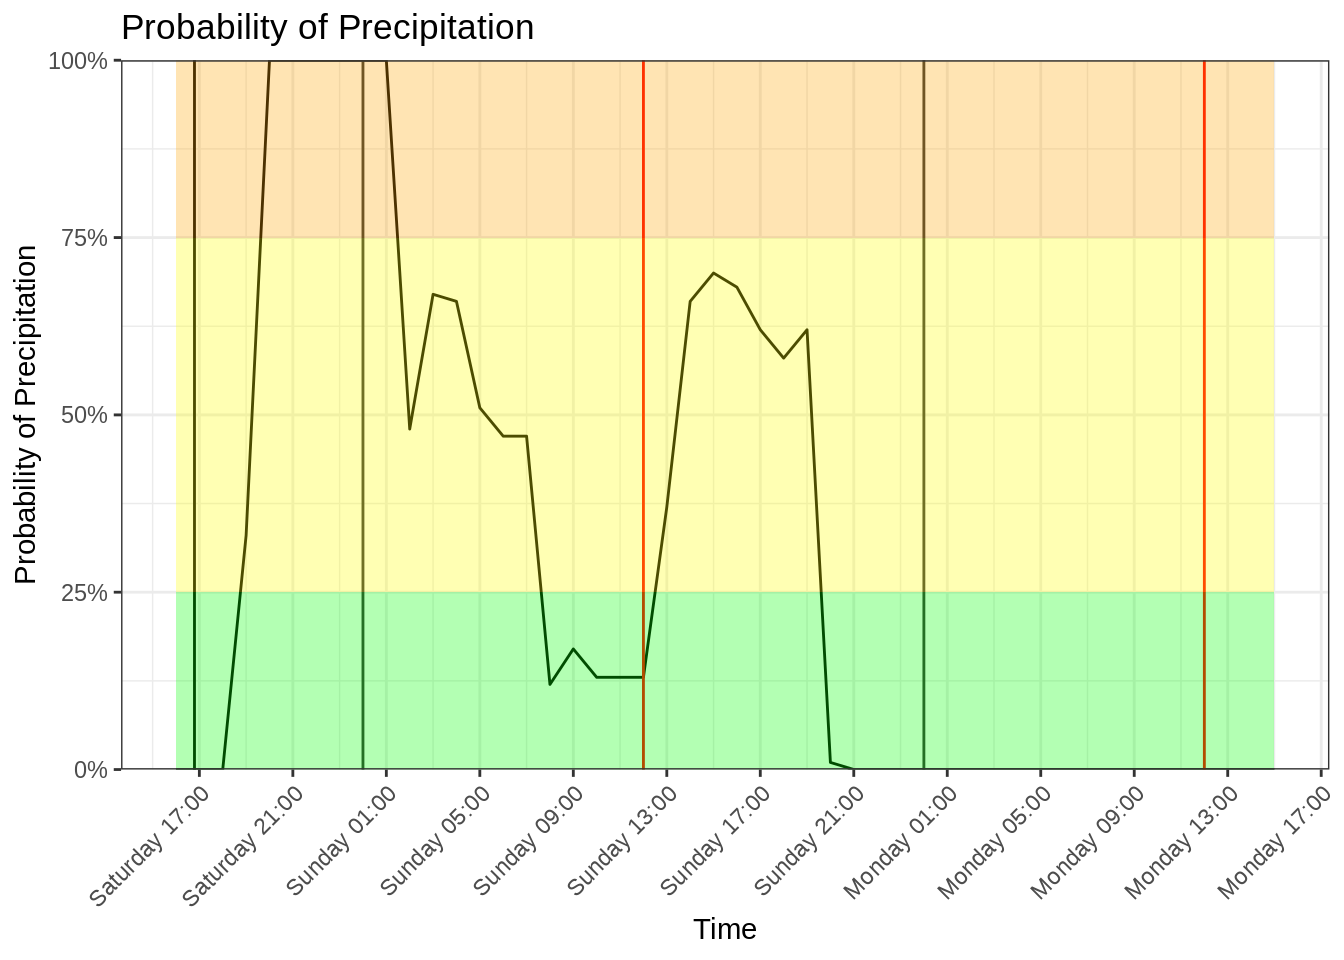 Probability of Precipitation
Probability of Precipitation
100%
75%
50%
25%
0%
Saturday 17:00
Saturday 21:00
Sunday 01:00
Sunday 05:00
Sunday 09:00
Sunday 13:00
Sunday 17:00
Sunday 21:00
Monday 01:00
Monday 05:00
Monday 09:00
Monday 13:00
Monday 17:00
Time